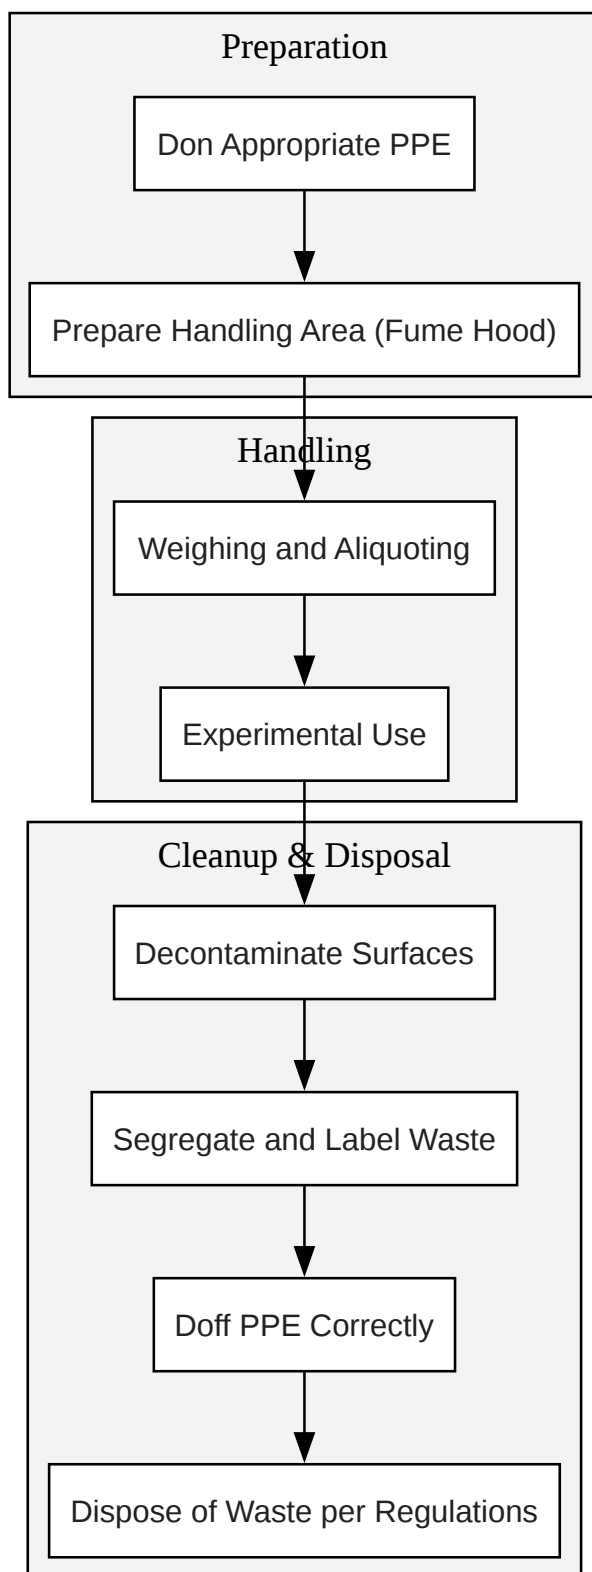 Preparation
Don Appropriate PPE
Prepare Handling Area (Fume Hood)
Handling
Weighing and Aliquoting
Experimental Use
Cleanup & Disposal
Decontaminate Surfaces
Segregate and Label Waste
Doff PPE Correctly
Dispose of Waste per Regulations